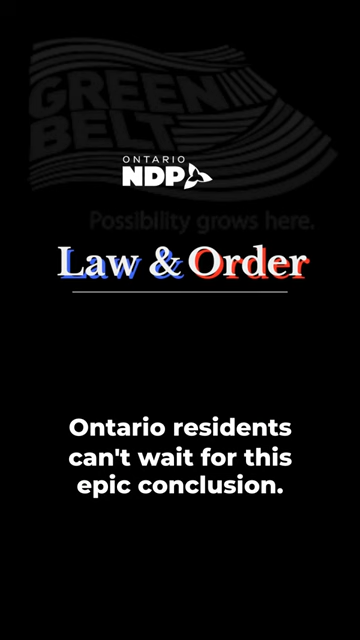 GREEN
BELT
ONTARIO
NDP
Possibility grows here.
Law & Order
Ontario residents
can't wait for this
epic conclusion.